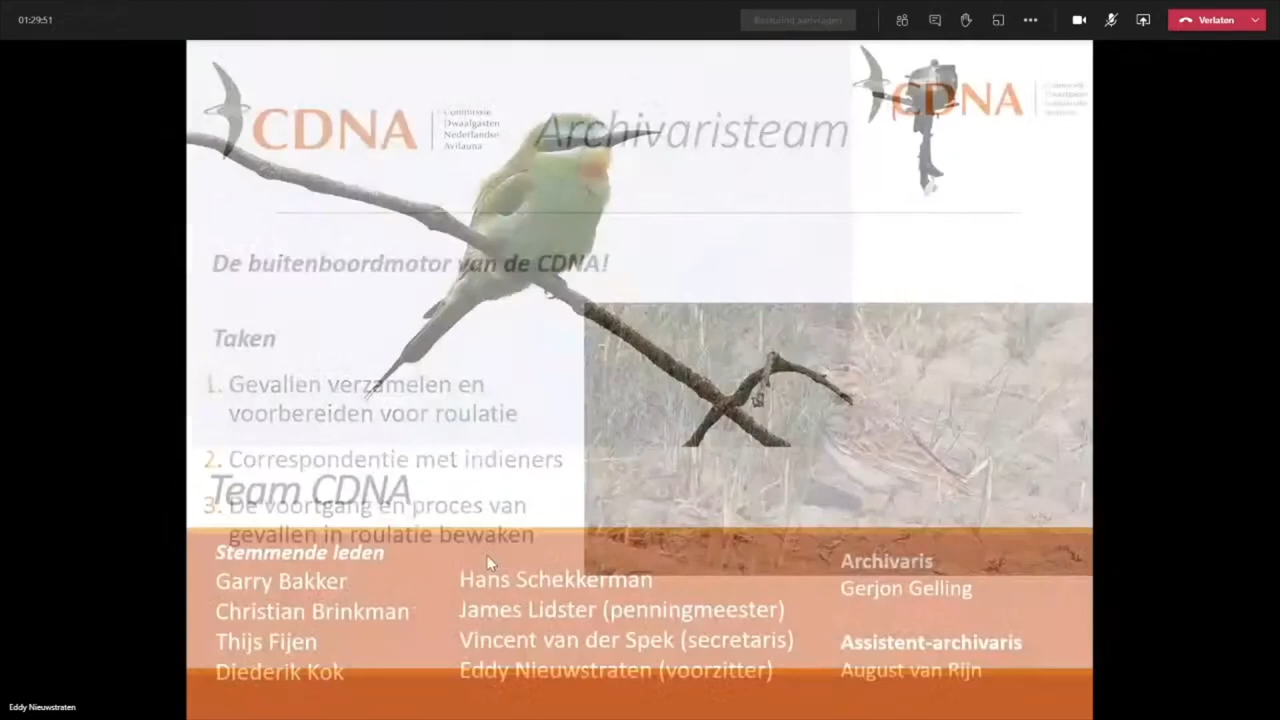 01:29:51
Besturing aanvragen
Verlaten
CDNA
Commissie
Dwaalgasten
Nederlandse
Avifauna
Archivaristeam
CDNA
De buitenboordmotor van de CDNA!
Taken
1. Gevallen verzamelen en
voorbereiden voor roulatie
2. Correspondentie met indieners
Team CDNA
3. De voortgang en proces van
gevallen in roulatie bewaken
Stemmende leden
Garry Bakker
Christian Brinkman
Thijs Fijen
Diederik Kok
Hans Schekkerman
James Lidster (penningmeester)
Vincent van der Spek (secretaris)
Eddy Nieuwstraten (voorzitter)
Archivaris
Gerjon Gelling
Assistent-archivaris
August van Rijn
Eddy Nieuwstraten